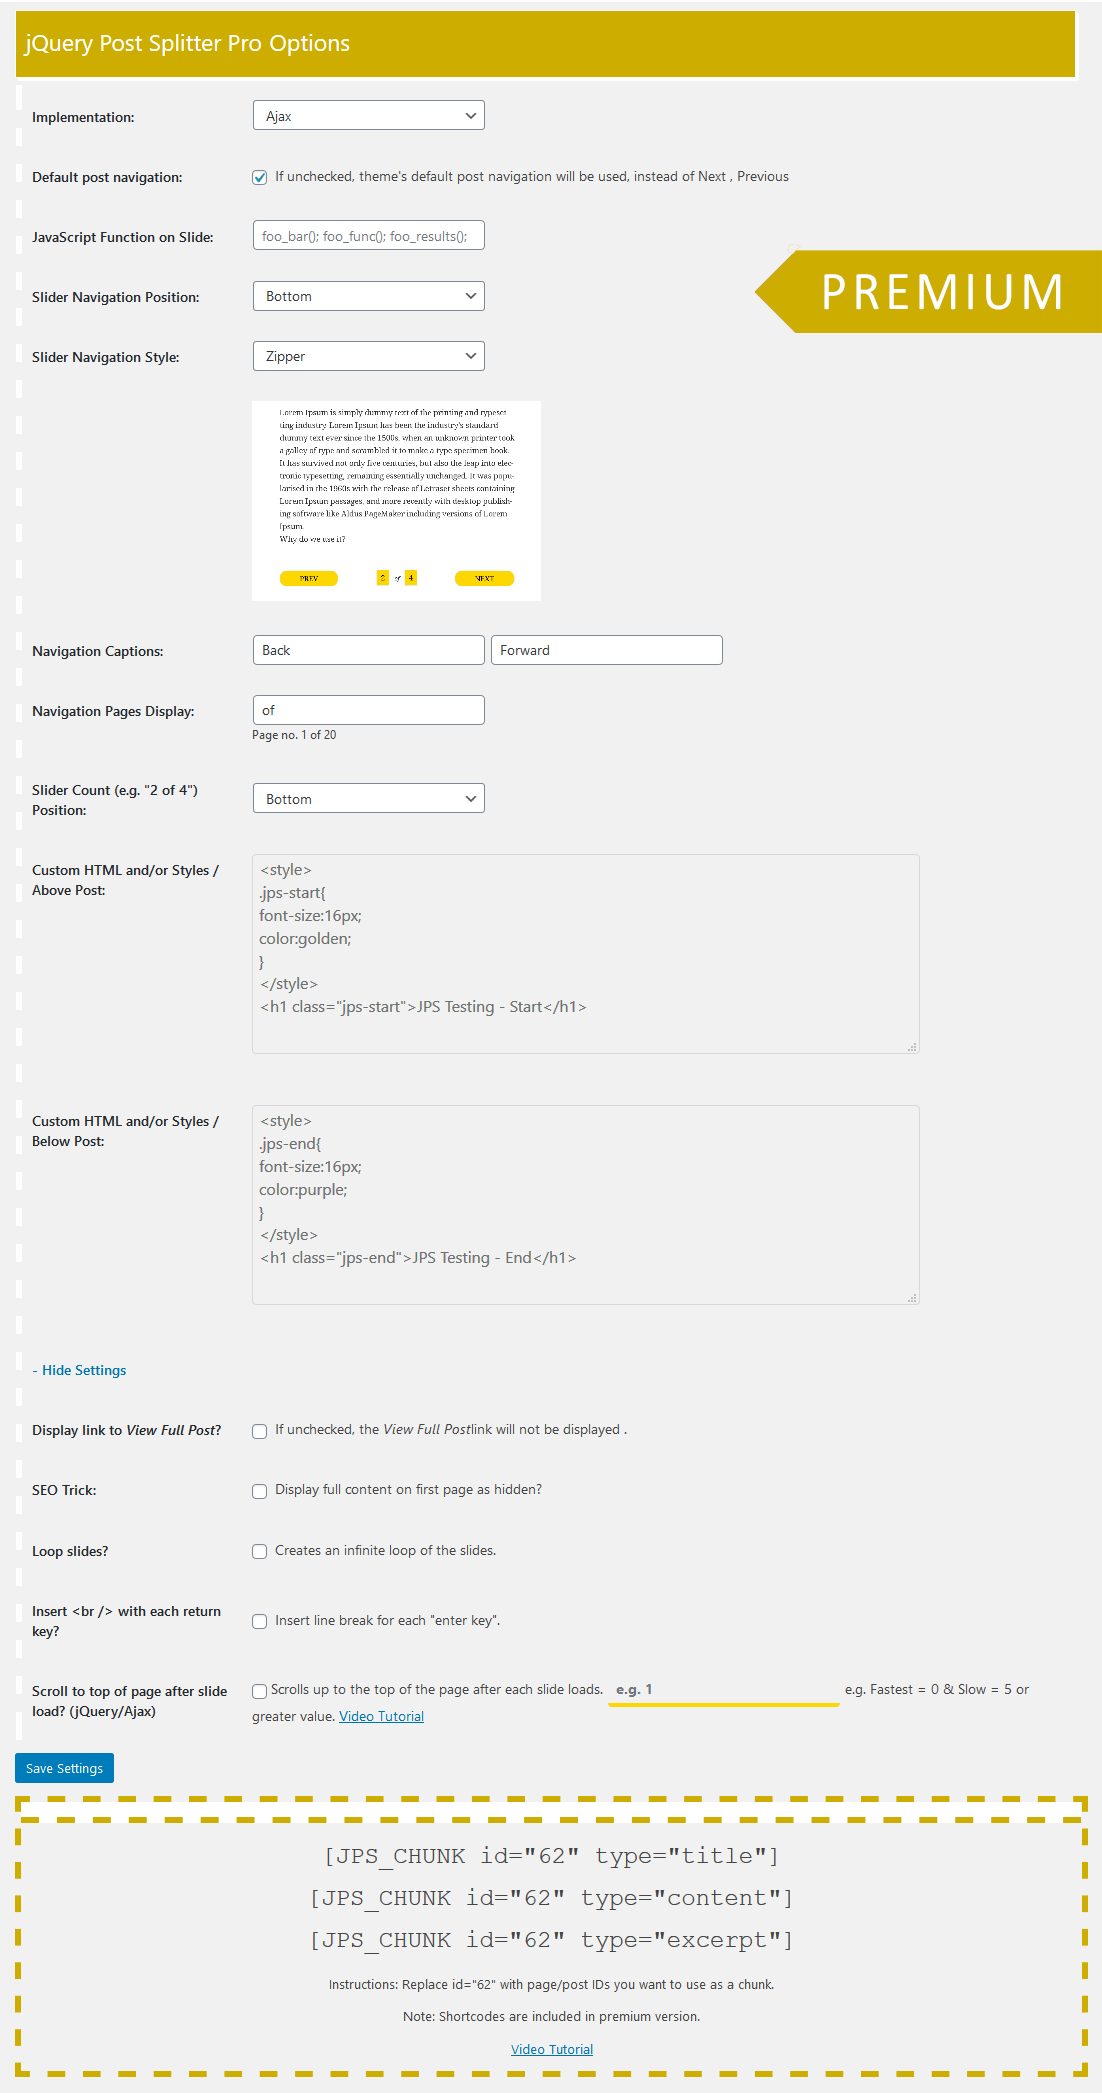 jQuery Post Splitter Pro Options
Implementation:
Ajax
Default post navigation:
If unchecked, theme's default post navigation will be used, instead of Next , Previous
JavaScript Function on Slide:
foo_bar(); foo_func(); foo_results();
PREMIUM
Slider Navigation Position:
Bottom
Slider Navigation Style:
Zipper
Lorem Ipsum is simply dummy text of the printing and typeset-
ting industry. Lorem Ipsum has been the industry's standard
dummy text ever since the 1500s, when an unknown printer took
a galley of type and scrambled it to make a type specimen book.
It has survived not only five centuries, but also the leap into elec-
tronic typesetting, remaining essentially unchanged. It was popu-
larised in the 1960s with the release of Letraset sheets containing
Lorem Ipsum passages, and more recently with desktop publish-
ing software like Aldus PageMaker including versions of Lorem
Ipsum.
Why do we use it?
PREV 2 of 4 NEXT
Navigation Captions:
Back
Forward
Navigation Pages Display:
of
Page no. 1 of 20
Slider Count (e.g. "2 of 4")
Position:
Bottom
Custom HTML and/or Styles /
Above Post:
<style>
.jps-start{
font-size:16px;
color:golden;
}
</style>
<h1 class="jps-start">JPS Testing - Start</h1>
Custom HTML and/or Styles /
Below Post:
<style>
.jps-end{
font-size:16px;
color:purple;
}
</style>
<h1 class="jps-end">JPS Testing - End</h1>
- Hide Settings
Display link to View Full Post?
If unchecked, the View Full Postlink will not be displayed .
SEO Trick:
Display full content on first page as hidden?
Loop slides?
Creates an infinite loop of the slides.
Insert <br /> with each return
key?
Insert line break for each "enter key".
Scroll to top of page after slide
load? (jQuery/Ajax)
Scrolls up to the top of the page after each slide loads. e.g. 1 e.g. Fastest = 0 & Slow = 5 or
greater value. Video Tutorial
Save Settings
[JPS_CHUNK id="62" type="title"]
[JPS_CHUNK id="62" type="content"]
[JPS_CHUNK id="62" type="excerpt"]
Instructions: Replace id="62" with page/post IDs you want to use as a chunk.
Note: Shortcodes are included in premium version.
Video Tutorial